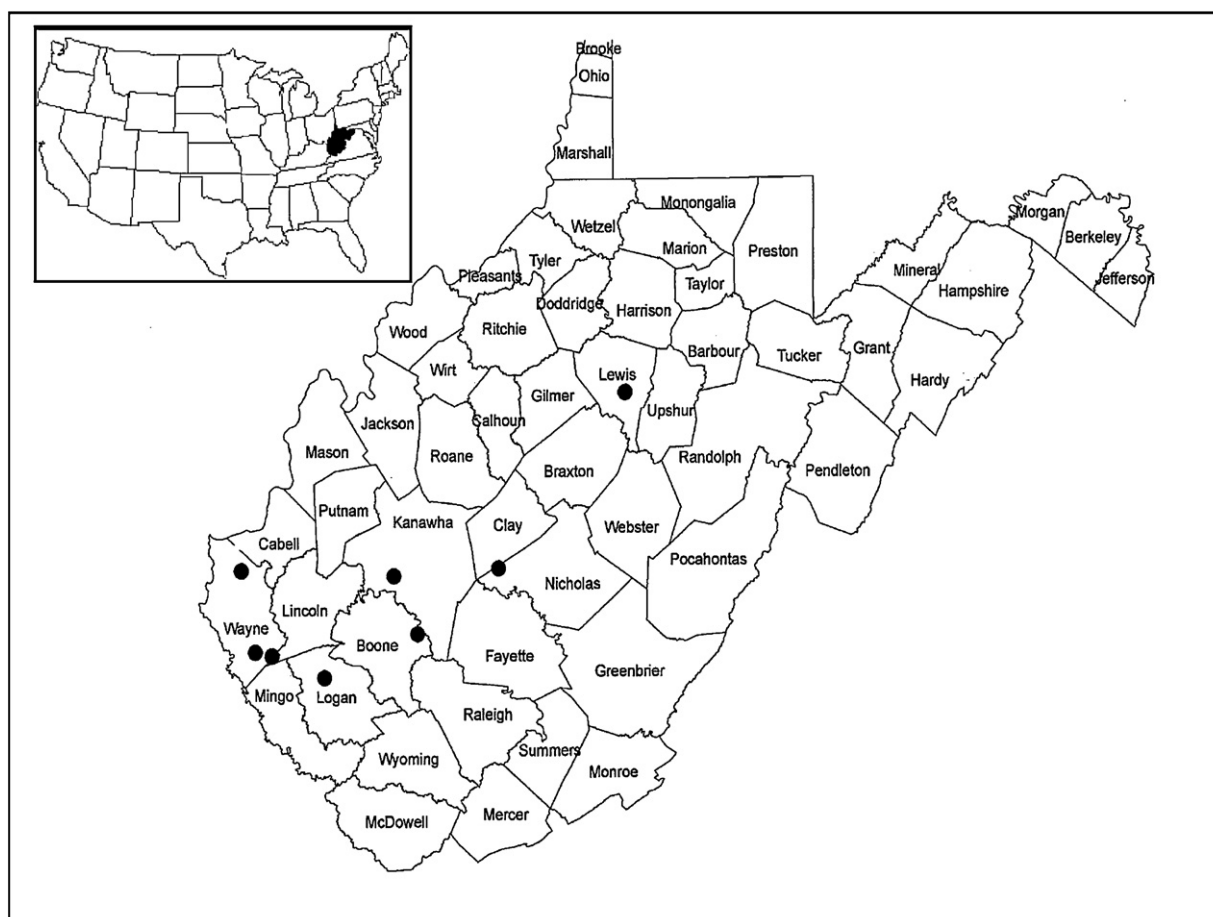 Brooke
Ohio
Marshall
Wetzel
Monongalia
Marion
Preston
Morgan
Berkeley
Jefferson
Mineral
Hampshire
Tyler
Pleasants
Doddridge
Harrison
Taylor
Wood
Ritchie
Barbour
Tucker
Grant
Hardy
Wirt
Lewis
Gilmer
Upshur
Jackson
Calhoun
Mason
Roane
Braxton
Randolph
Pendleton
Putnam
Kanawha
Clay
Webster
Cabell
Pocahontas
Nicholas
Lincoln
Wayne
Boone
Fayette
Greenbrier
Mingo
Logan
Raleigh
Summers
Wyoming
Monroe
Mercer
McDowell